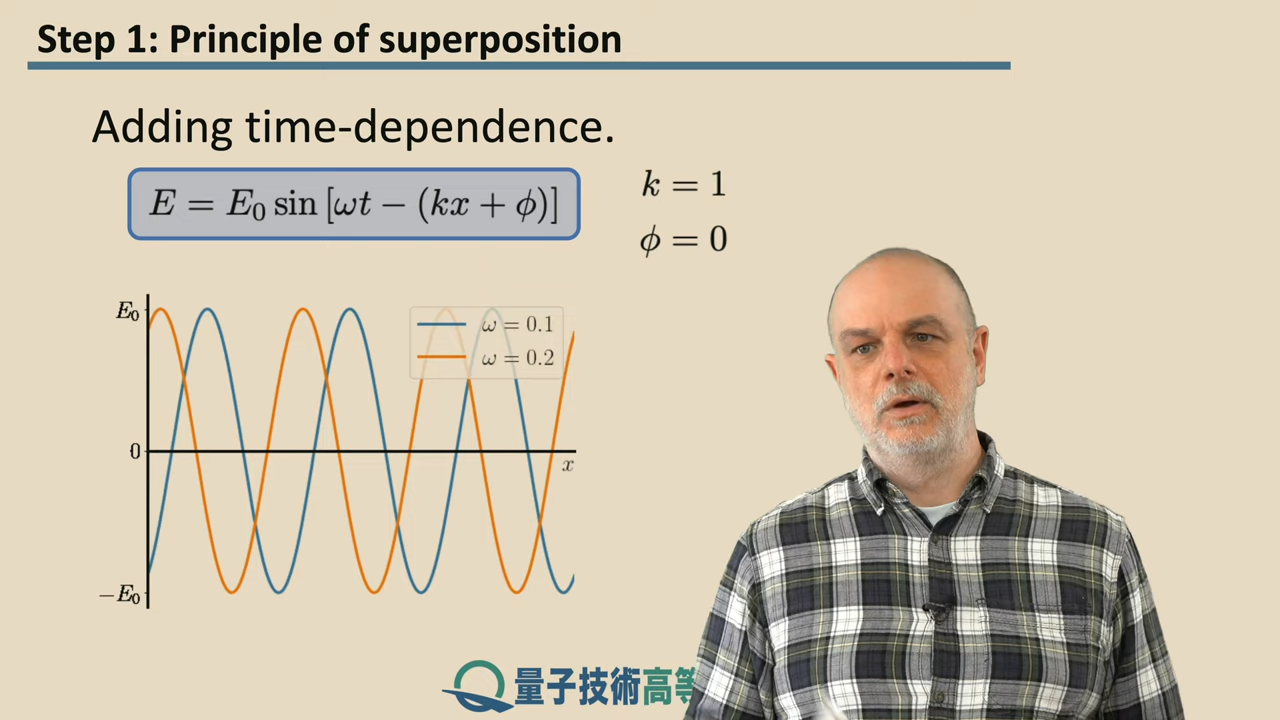 Step 1: Principle of superposition
Adding time-dependence.
E = E₀ sin [ωt − (kx + ϕ)]
k = 1
ϕ = 0
E₀
ω = 0.1
ω = 0.2
0
x
−E₀
量子技術高等